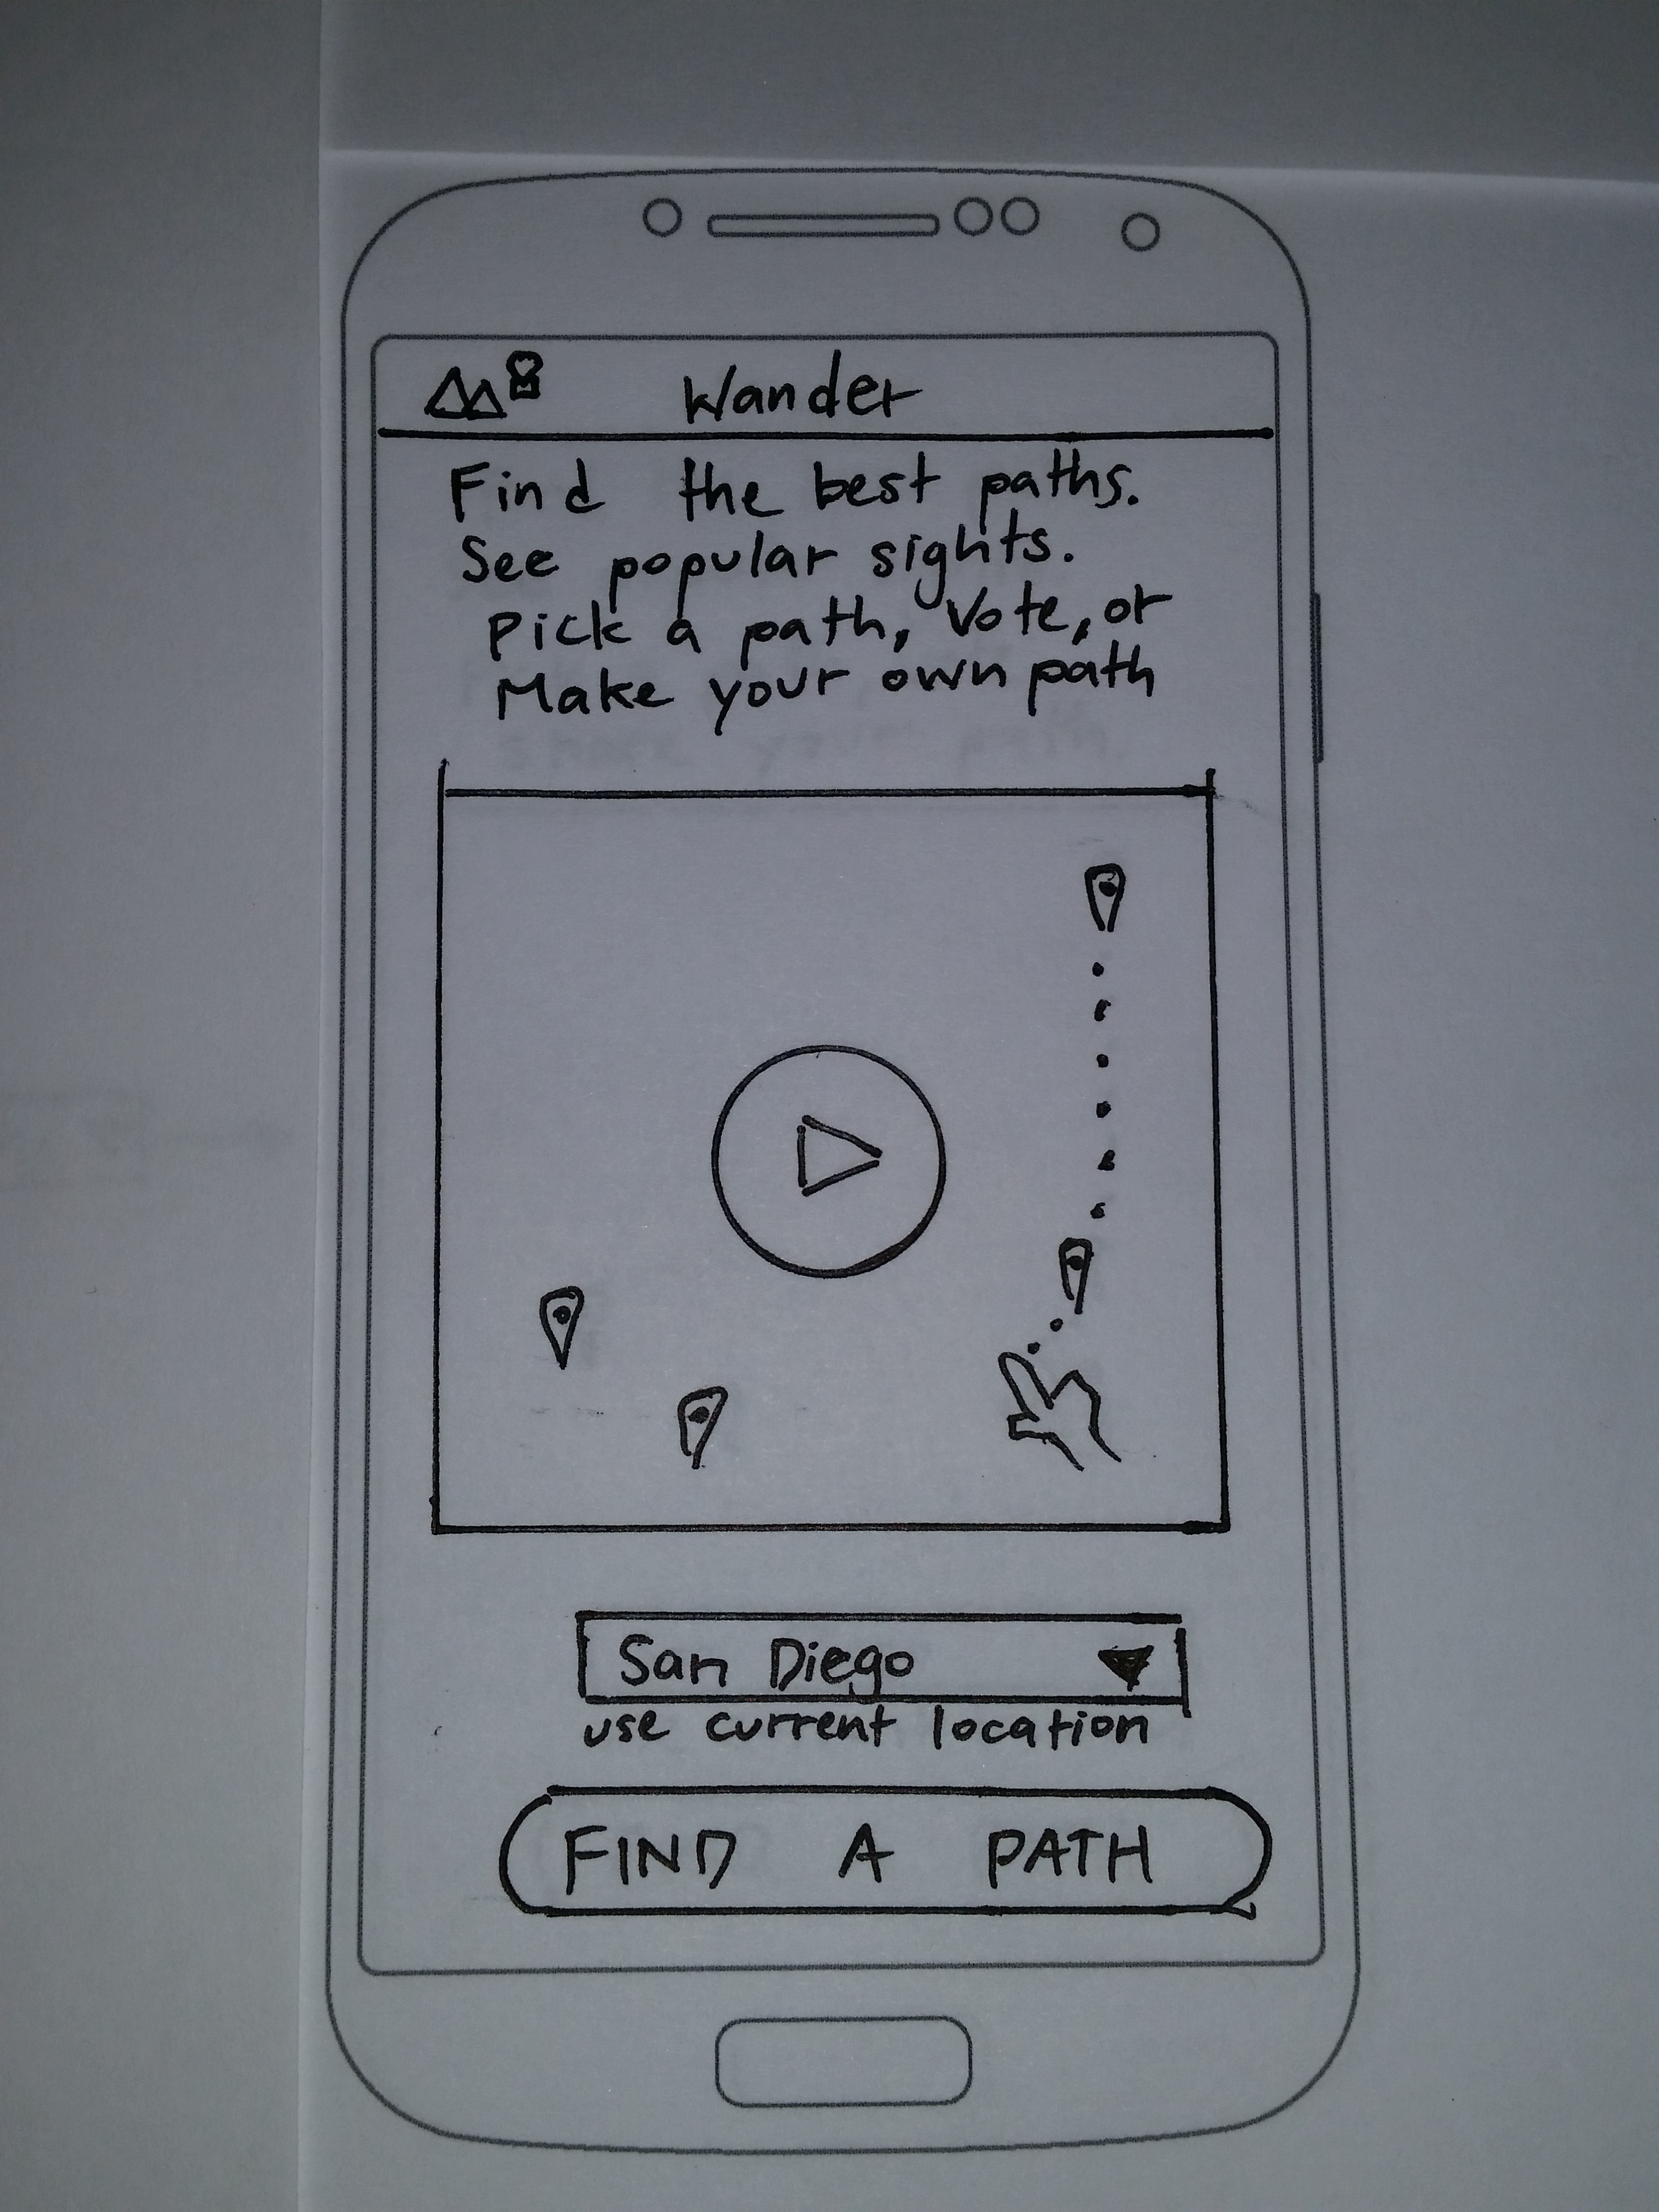 Wander
Find the best paths.
See popular sights.
Pick a path, Vote, or
Make your own path
San Diego
use current location
FIND A PATH